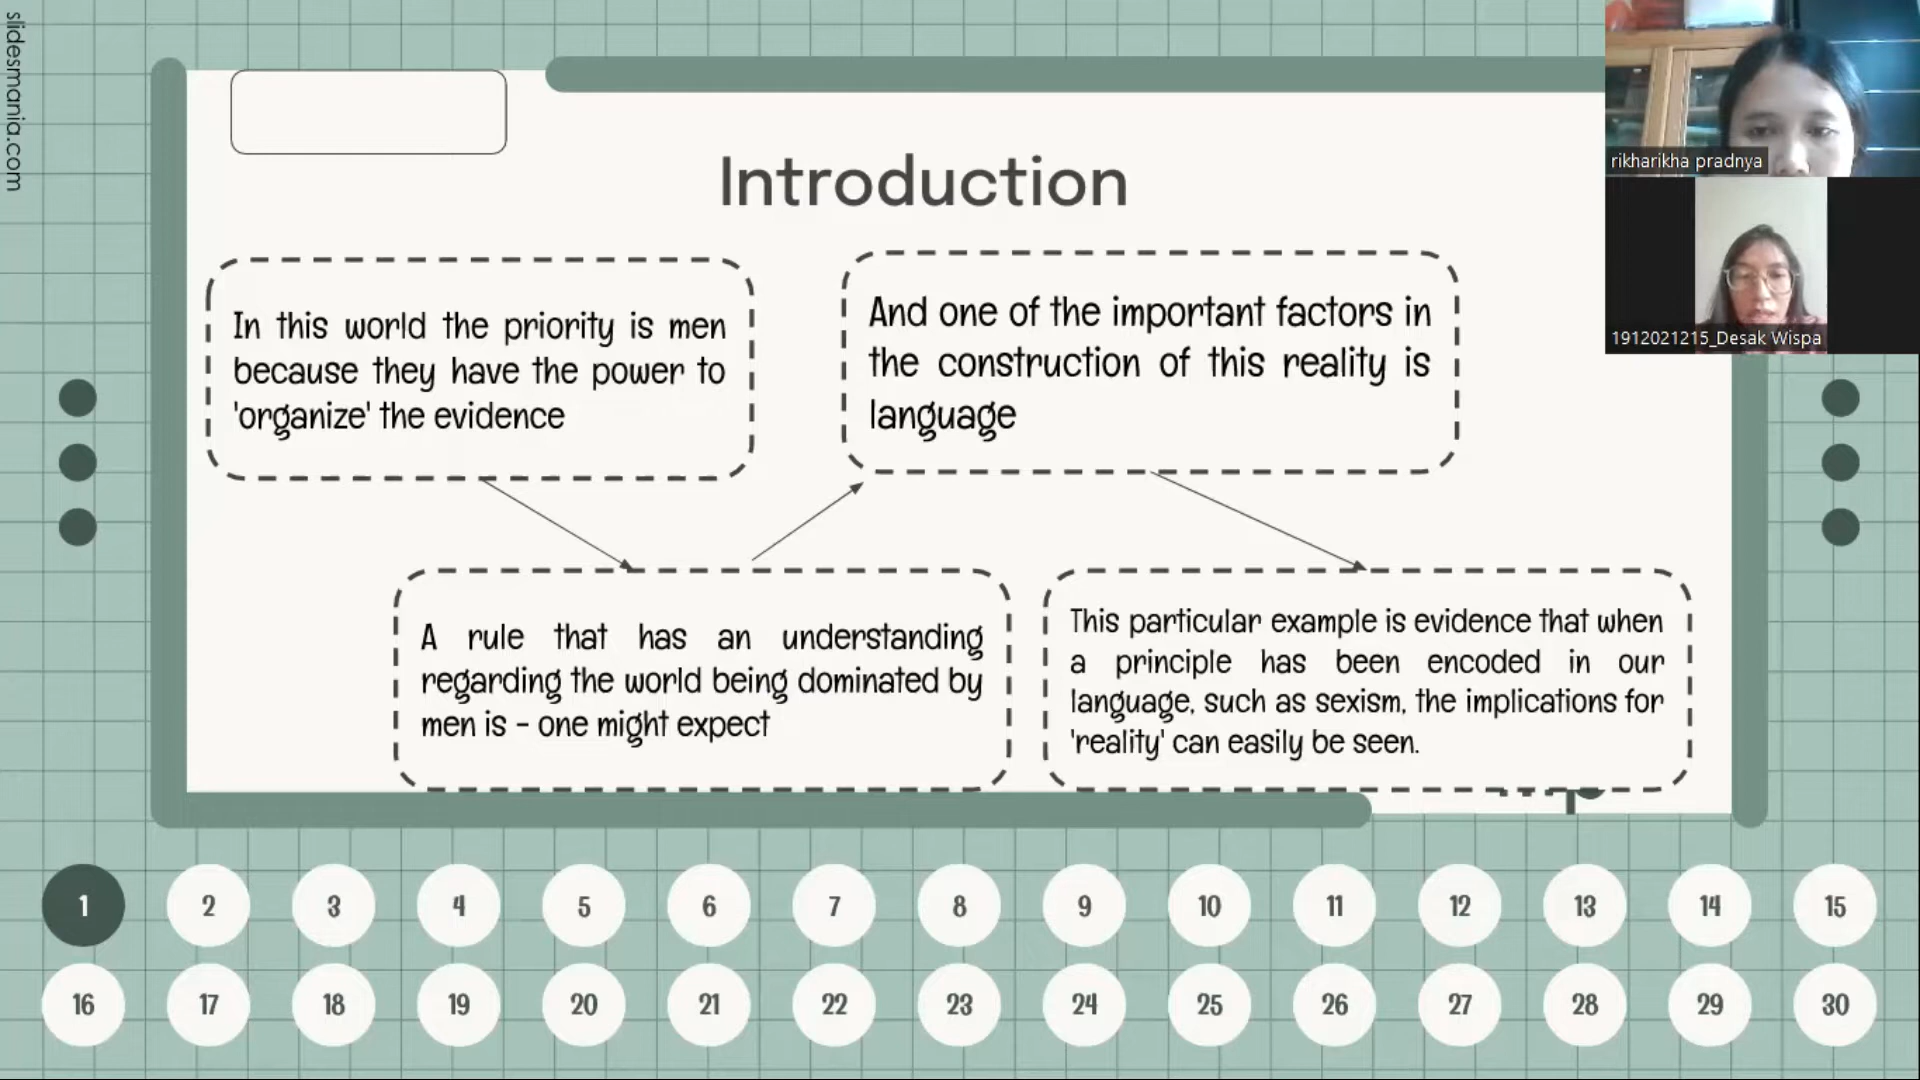 slidesmania.com
Introduction
In this world the priority is men
because they have the power to
'organize' the evidence
And one of the important factors in
the construction of this reality is
language
A rule that has an understanding
regarding the world being dominated by
men is - one might expect
This particular example is evidence that when
a principle has been encoded in our
language, such as sexism, the implications for
'reality' can easily be seen.
rikharikha pradnya
1912021215_Desak Wispa
1 2 3 4 5 6 7 8 9 10 11 12 13 14 15
16 17 18 19 20 21 22 23 24 25 26 27 28 29 30